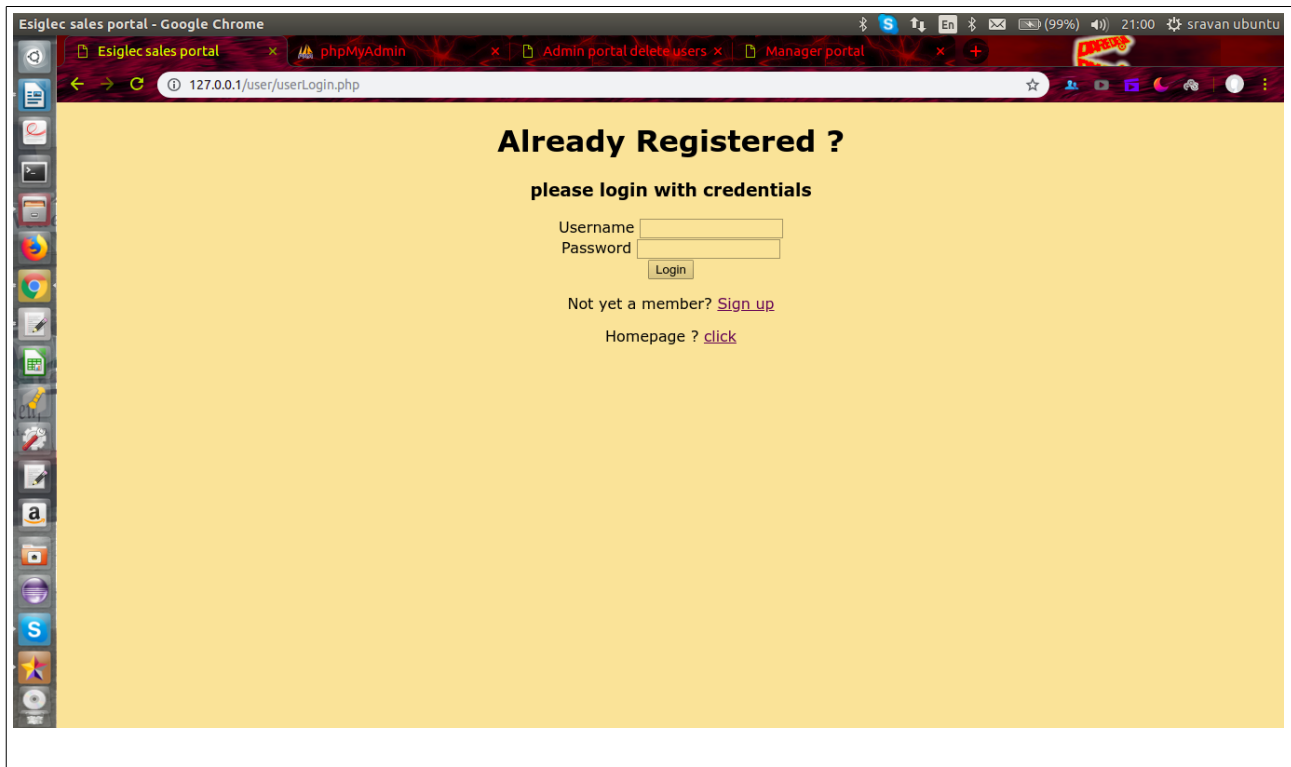 Esiglec sales portal - Google Chrome
En (99%) 21:00 sravan ubuntu
Esiglec sales portal × phpMyAdmin × Admin portal delete users × Manager portal × +
127.0.0.1/user/userLogin.php
Already Registered ?
please login with credentials
Username
Password
Login
Not yet a member? Sign up
Homepage ? click